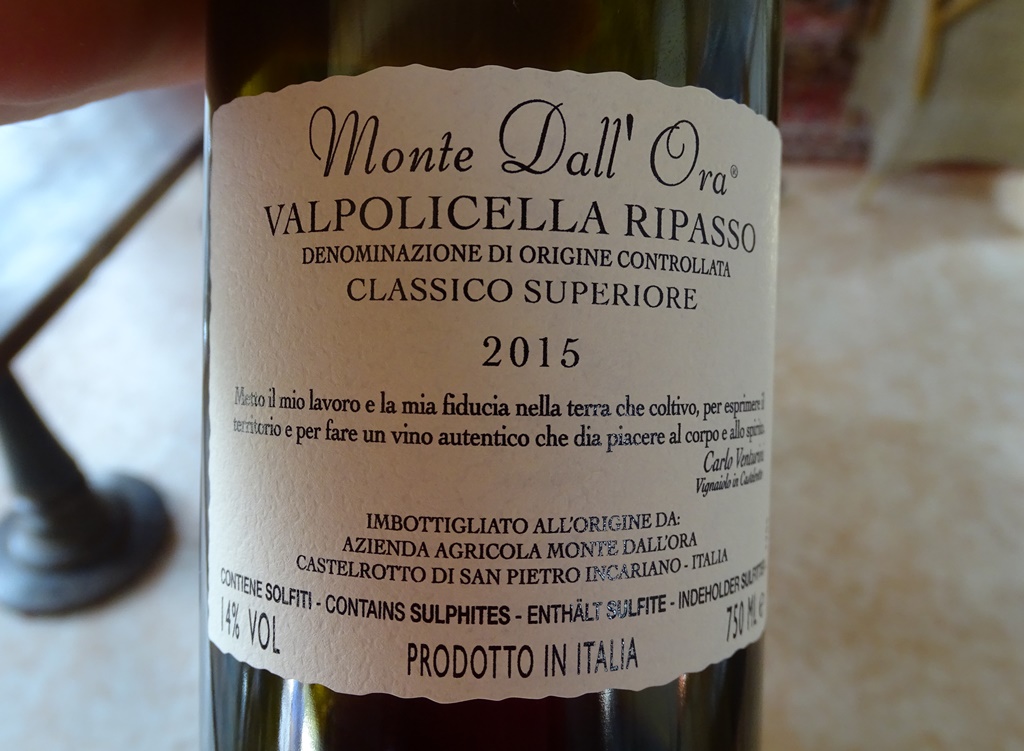 Monte Dall' Ora®
VALPOLICELLA RIPASSO
DENOMINAZIONE DI ORIGINE CONTROLLATA
CLASSICO SUPERIORE
2015
Metto il mio lavoro e la mia fiducia nella terra che coltivo, per esprimere il
territorio e per fare un vino autentico che dia piacere al corpo e allo spirito.
Carlo Venturini
Vignaiolo in
IMBOTTIGLIATO ALL'ORIGINE DA:
AZIENDA AGRICOLA MONTE DALL'ORA
CASTELROTTO DI SAN PIETRO INCARIANO - ITALIA
CONTIENE SOLFITI - CONTAINS SULPHITES - ENTHÄLT SULFITE - INDEHOLDER SULFITTER
14% VOL 750 ML e
PRODOTTO IN ITALIA